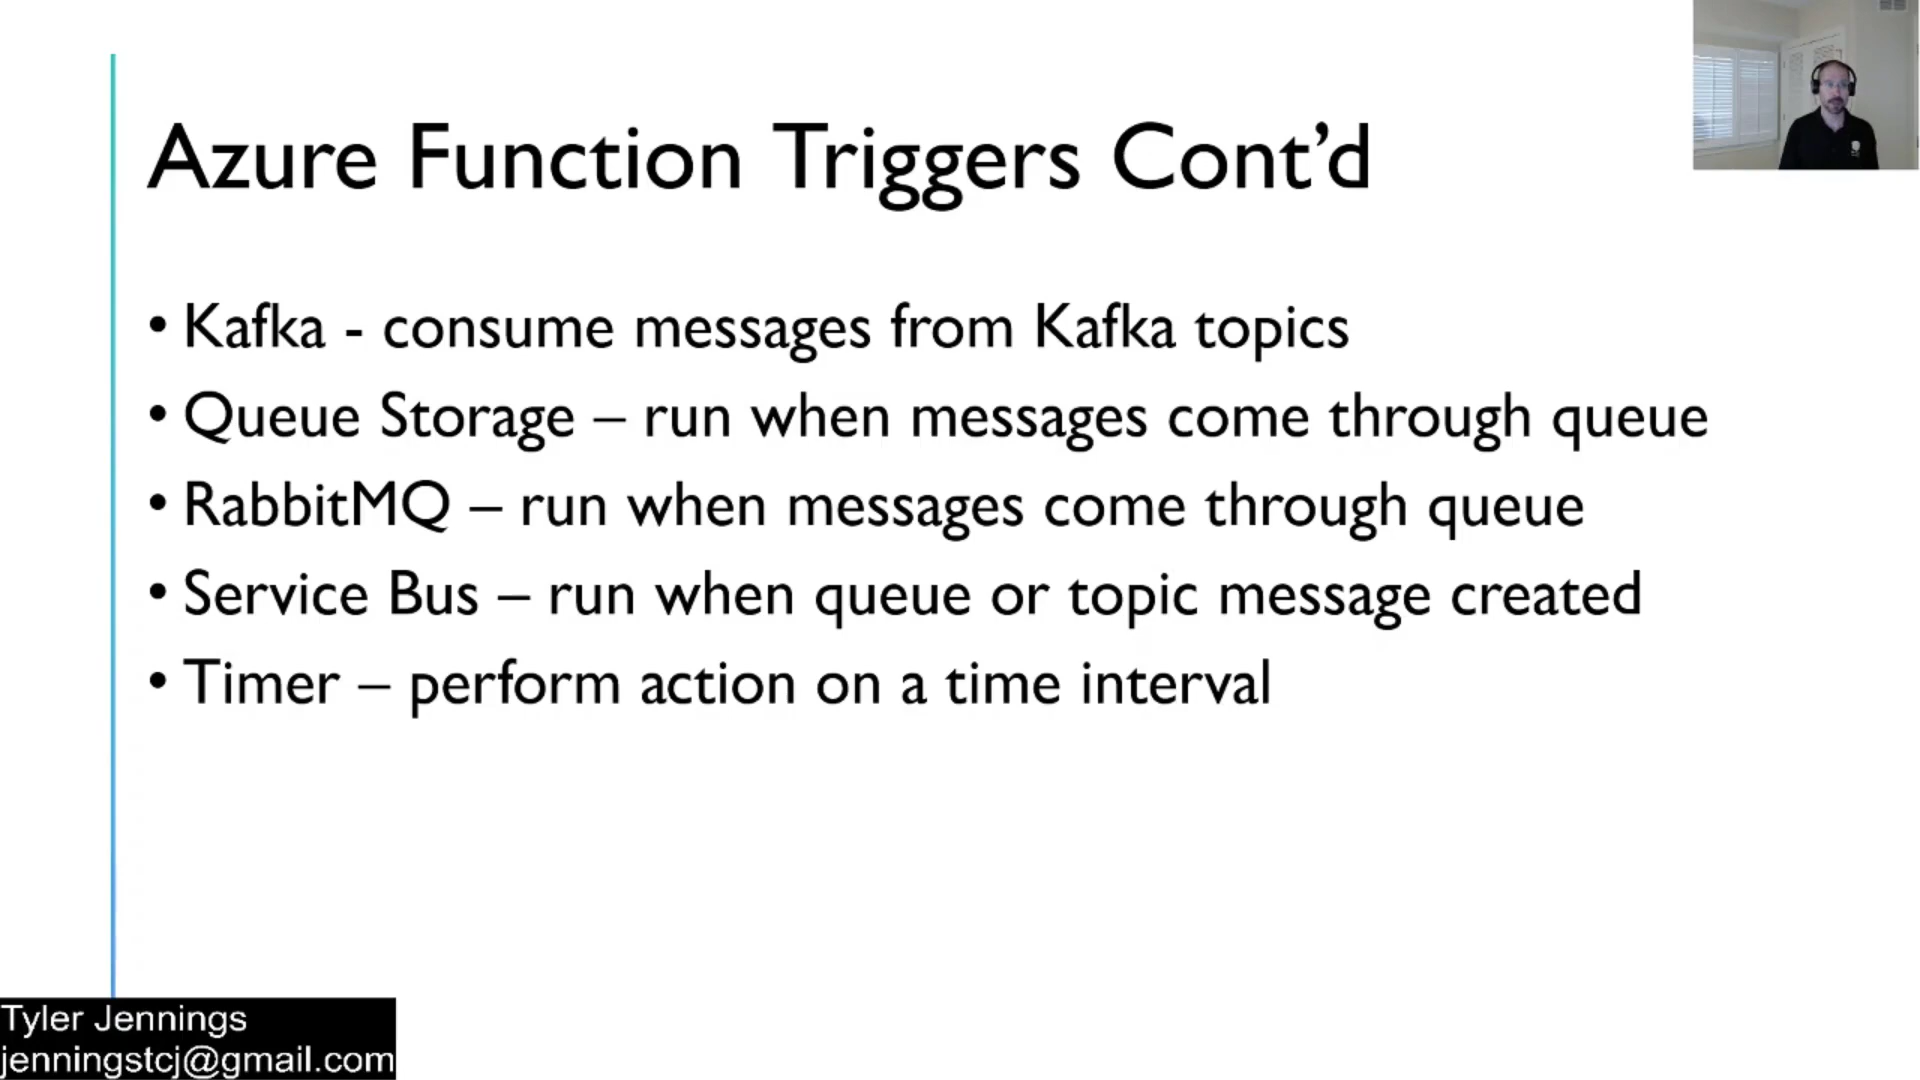 Azure Function Triggers Cont’d
• Kafka - consume messages from Kafka topics
• Queue Storage – run when messages come through queue
• RabbitMQ – run when messages come through queue
• Service Bus – run when queue or topic message created
• Timer – perform action on a time interval
Tyler Jennings
jenningstcj@gmail.com